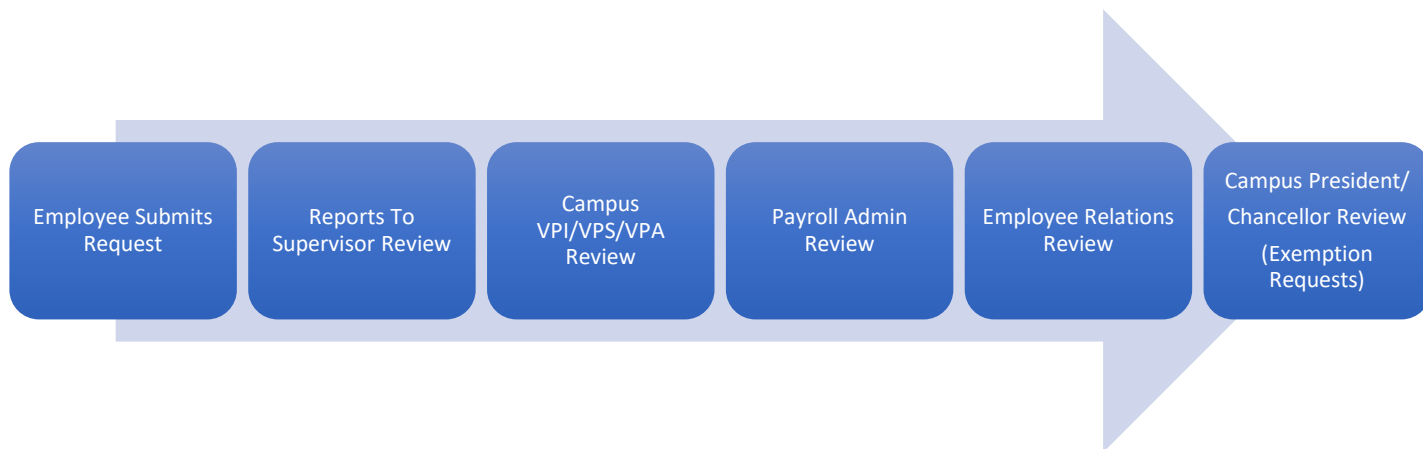 Employee Submits
Request
Reports To
Supervisor Review
Campus
VPI/VPS/VPA
Review
Payroll Admin
Review
Employee Relations
Review
Campus President/
Chancellor Review
(Exemption
Requests)